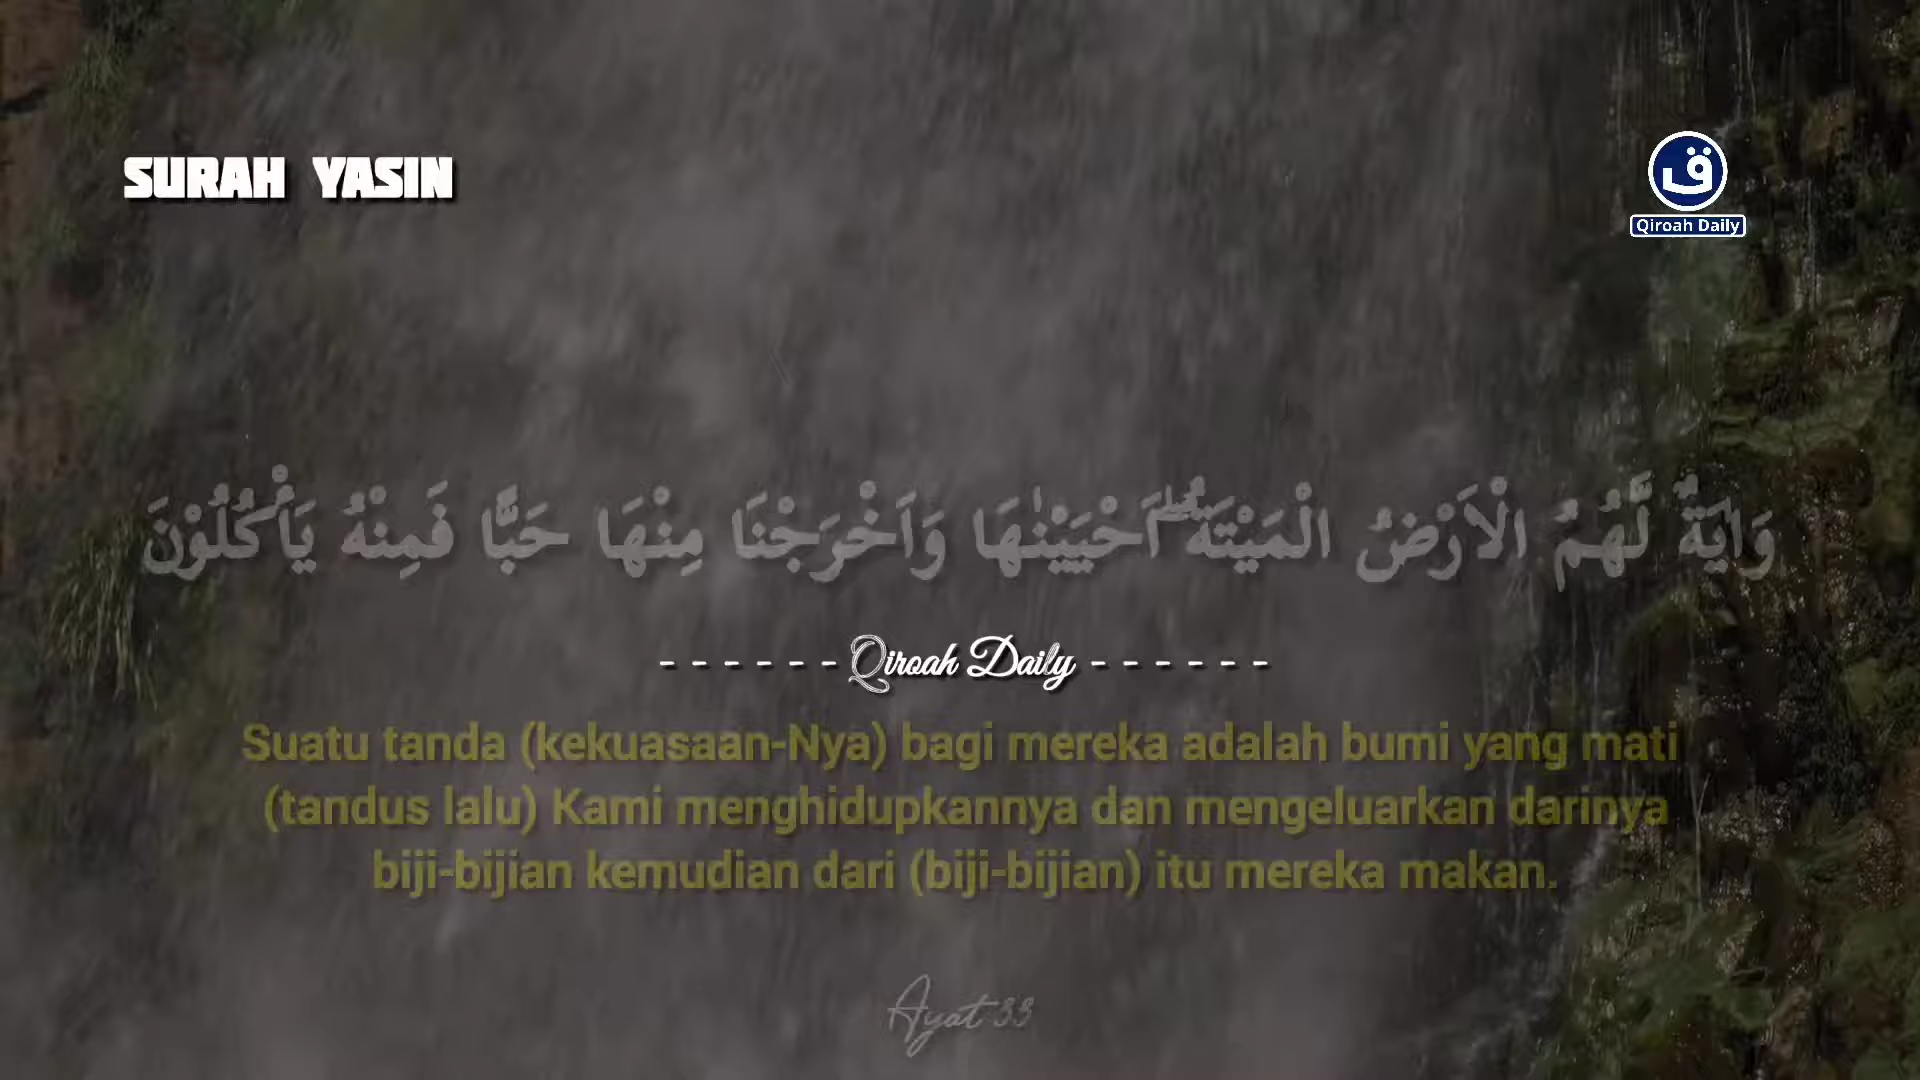 SURAH YASIN
ق
Qiroah Daily
وَاٰيَةٌ لَّهُمُ الْاَرْضُ الْمَيْتَةُ ۖاَحْيَيْنٰهَا وَاَخْرَجْنَا مِنْهَا حَبًّا فَمِنْهُ يَأْكُلُوْنَ
- - - - - - Qiroah Daily - - - - - -
Suatu tanda (kekuasaan-Nya) bagi mereka adalah bumi yang mati
(tandus lalu) Kami menghidupkannya dan mengeluarkan darinya
biji-bijian kemudian dari (biji-bijian) itu mereka makan.
Ayat 33